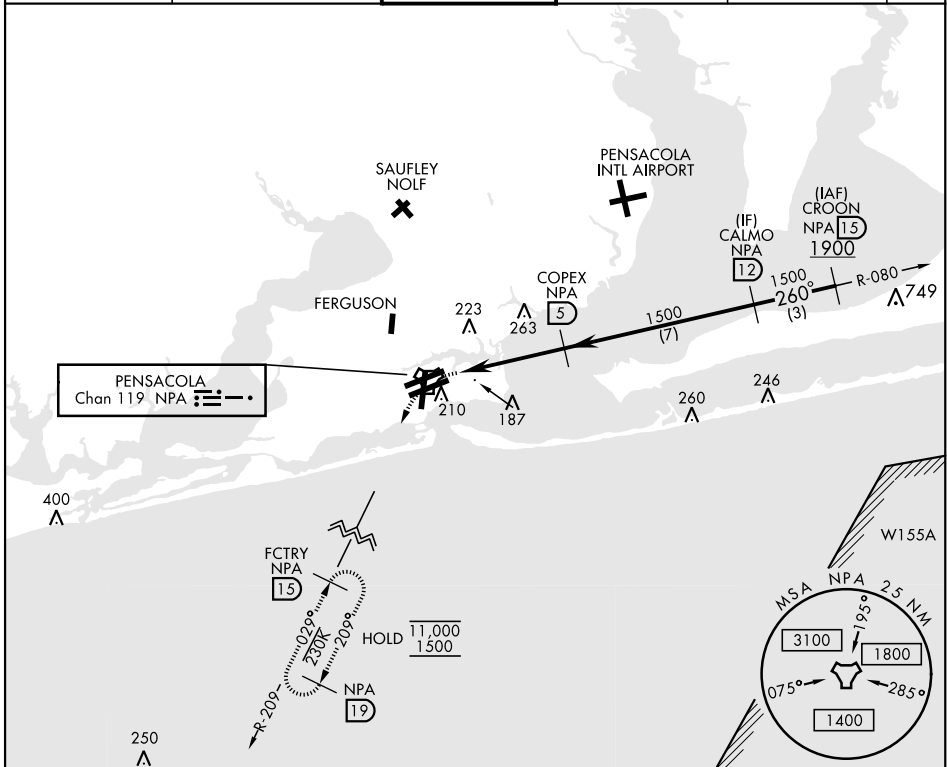 PENSACOLA
INTL AIRPORT
SAUFLEY
NOLF
(IAF)
CROON
NPA 15
1900
(IF)
CALMO
NPA
12
1500
260°
(3)
R-080
749
COPEX
NPA
5
1500
(7)
FERGUSON
223
263
PENSACOLA
Chan 119 NPA
210
187
260
246
400
W155A
FCTRY
NPA
15
029°
230K
209°
HOLD 11,000
1500
NPA
19
R-209
250
MSA NPA 25 NM
195°
3100
1800
075°
285°
1400